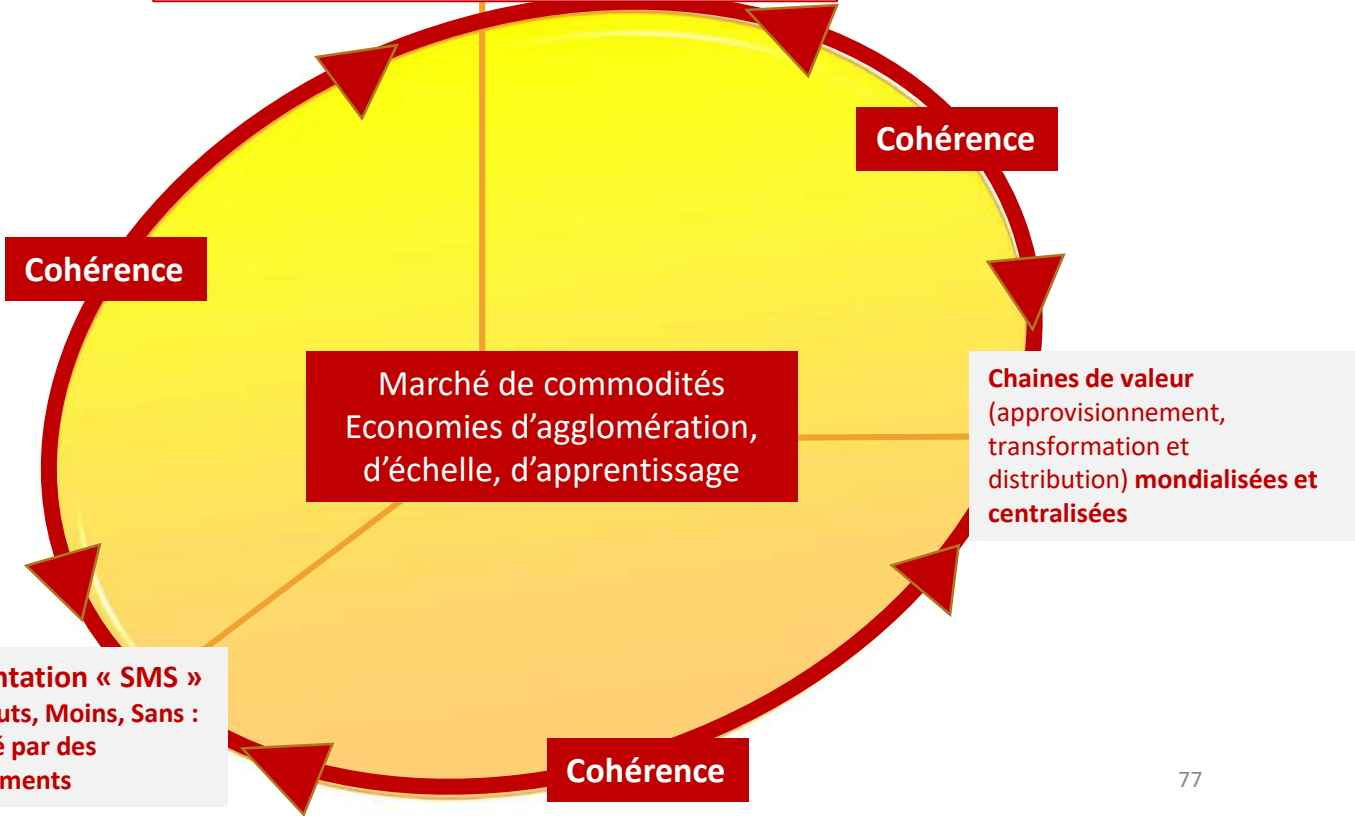 Cohérence
Cohérence
Marché de commodités
Economies d’agglomération,
d’échelle, d’apprentissage
Chaines de valeur
(approvisionnement,
transformation et
distribution) mondialisées et
centralisées
ntation « SMS »
uts, Moins, Sans :
é par des
ments
Cohérence
77